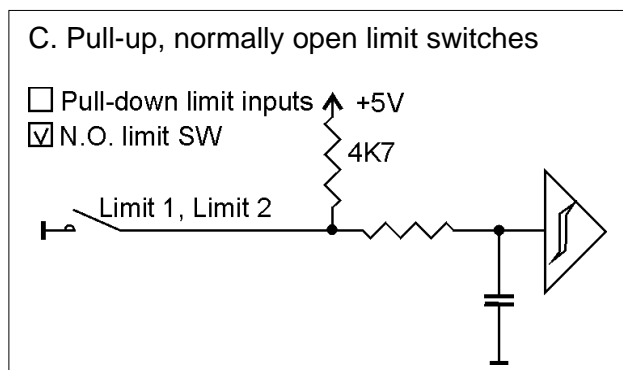 C. Pull-up, normally open limit switches
Pull-down limit inputs +5V
N.O. limit SW
4K7
Limit 1, Limit 2